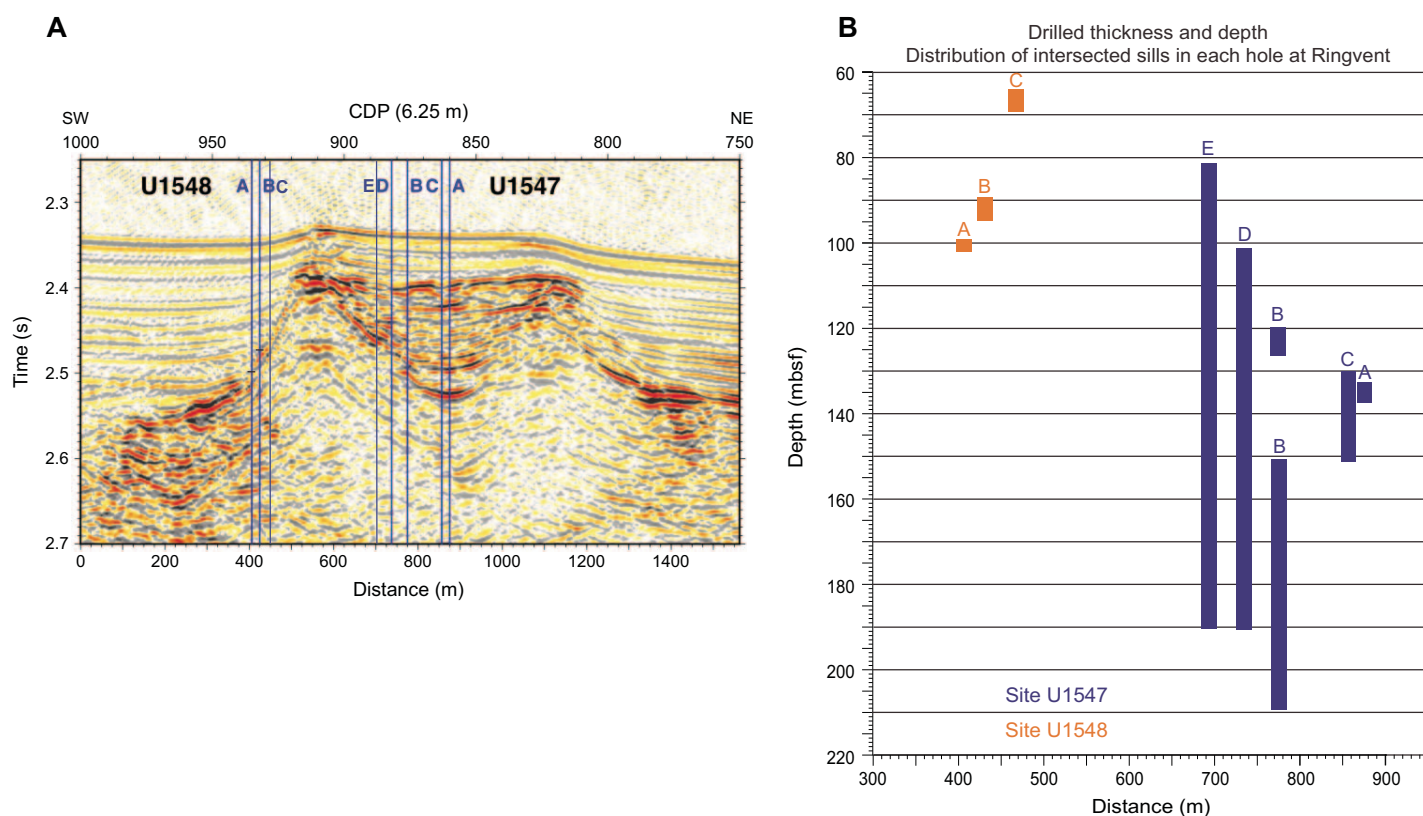 A
CDP (6.25 m)
SW
NE
1000
950
900
850
800
750
U1548
A
B
C
E
D
B
C
A
U1547
2.3
2.4
2.5
2.6
2.7
Time (s)
0
200
400
600
800
1000
1200
1400
Distance (m)
B
Drilled thickness and depth
Distribution of intersected sills in each hole at Ringvent
60
80
100
120
140
160
180
200
220
Depth (mbsf)
C
B
A
E
D
B
C
A
B
Site U1547
Site U1548
300
400
500
600
700
800
900
Distance (m)